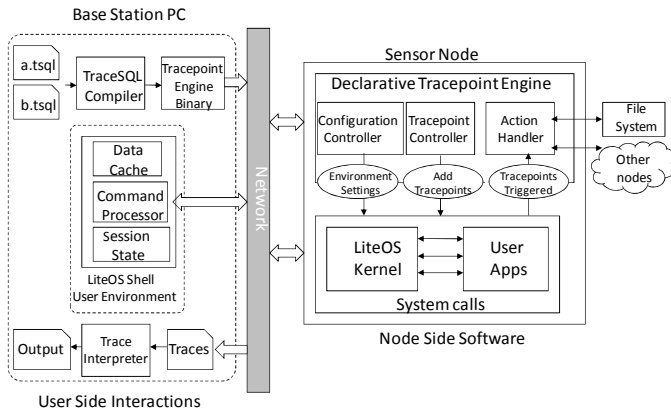 Base Station PC
a.tsql
b.tsql
TraceSQL
Compiler
Tracepoint
Engine
Binary
Data
Cache
Command
Processor
Session
State
LiteOS Shell
User Environment
Output
Trace
Interpreter
Traces
User Side Interactions
Network
Sensor Node
Declarative Tracepoint Engine
Configuration
Controller
Tracepoint
Controller
Action
Handler
File
System
Other
nodes
Environment
Settings
Add
Tracepoints
Tracepoints
Triggered
LiteOS
Kernel
User
Apps
System calls
Node Side Software